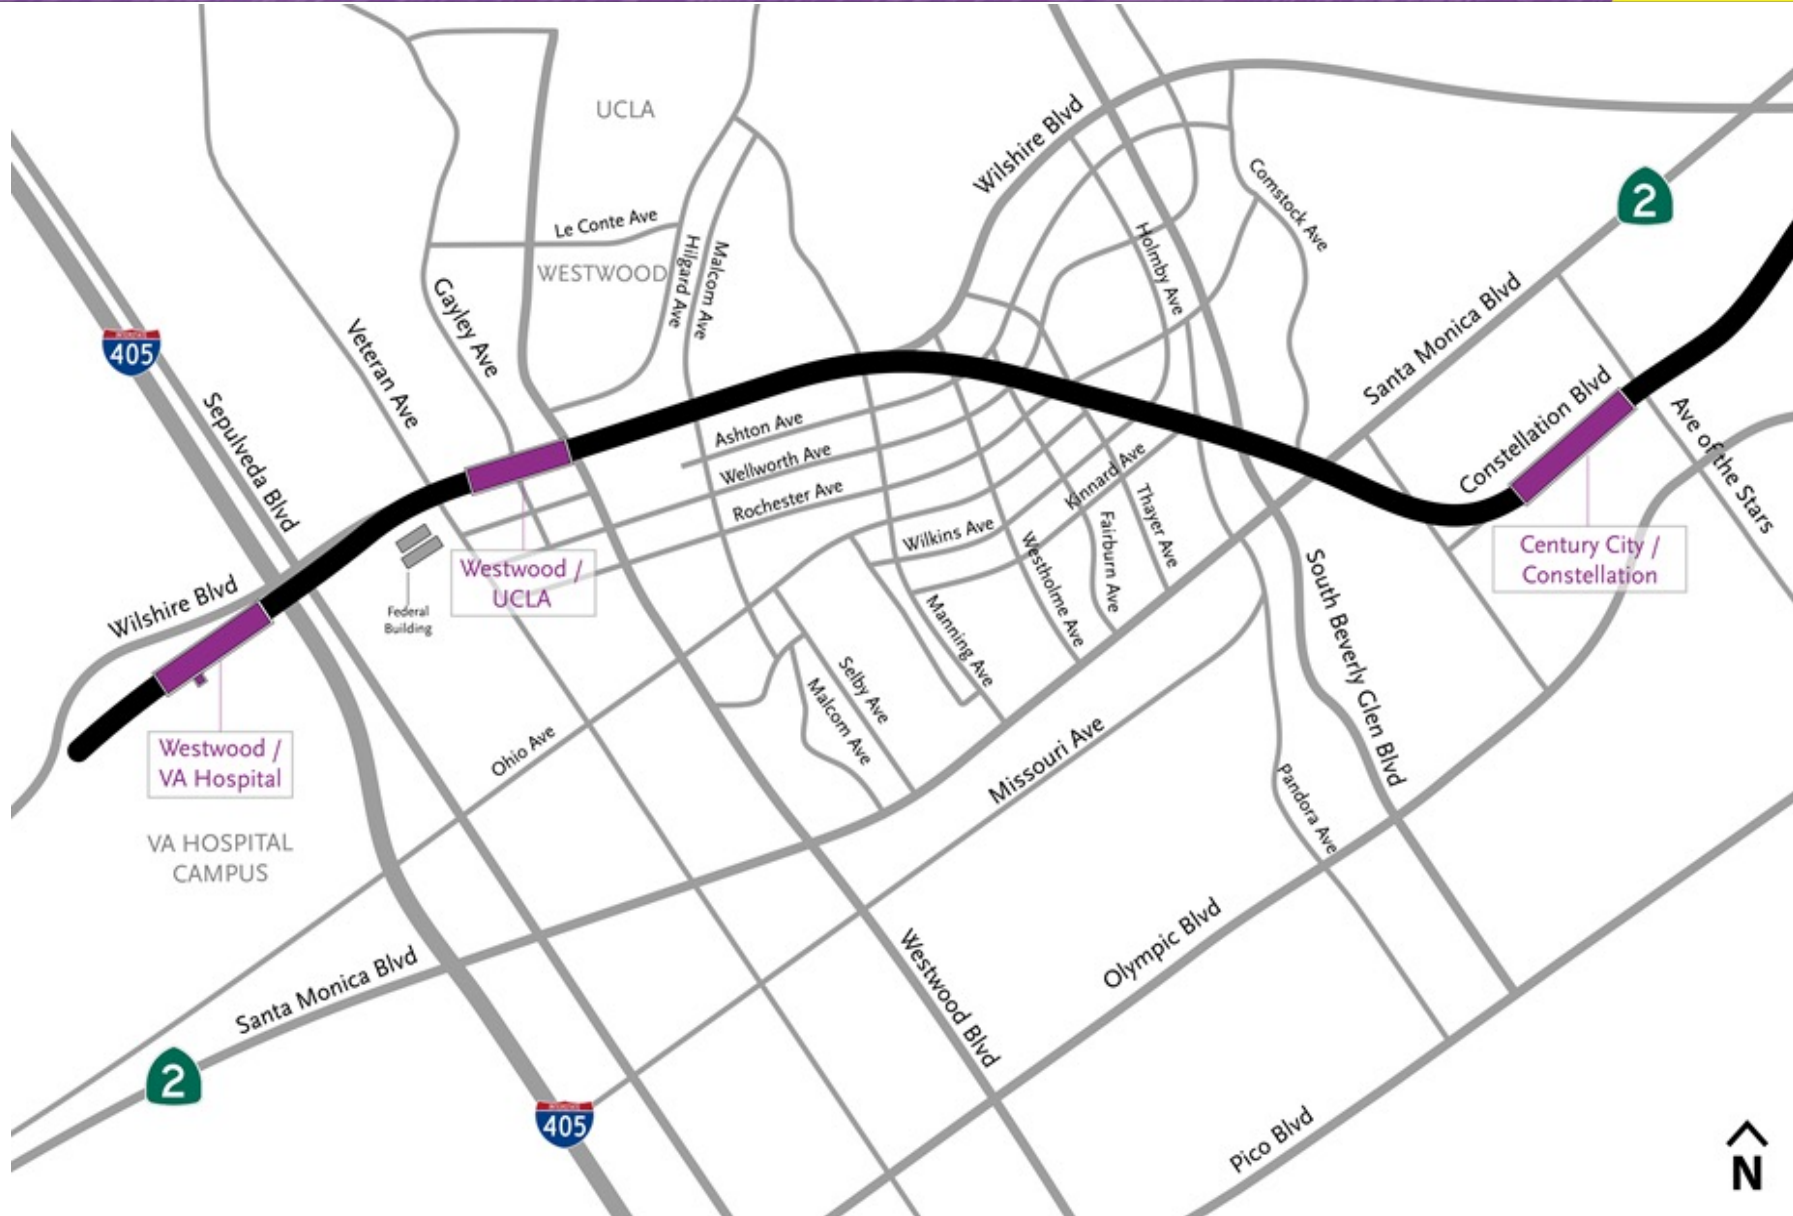 UCLA
Wilshire Blvd
Comstock Ave
2
Le Conte Ave
WESTWOOD
Hilgard Ave
Malcom Ave
Holmby Ave
Gayley Ave
Veteran Ave
405
Santa Monica Blvd
Sepulveda Blvd
Ashton Ave
Wellworth Ave
Rochester Ave
Constellation Blvd
Ave of the Stars
Kinnard Ave
Thayer Ave
Fairburn Ave
Wilkins Ave
Westholme Ave
Century City /
Constellation
Westwood /
UCLA
Federal
Building
Wilshire Blvd
Manning Ave
South Beverly Glen Blvd
Selby Ave
Malcom Ave
Westwood /
VA Hospital
Ohio Ave
Missouri Ave
Pandora Ave
VA HOSPITAL
CAMPUS
Santa Monica Blvd
Olympic Blvd
Westwood Blvd
2
405
Pico Blvd
N